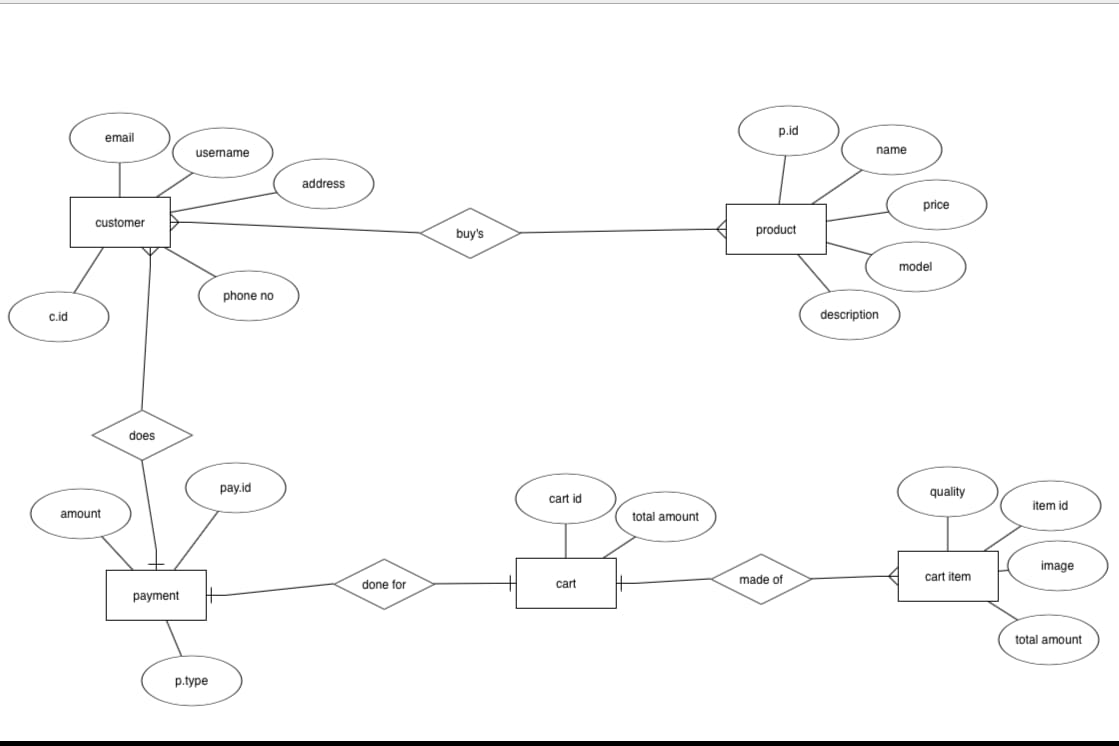 email
username
address
customer
phone no
c.id
buy's
p.id
name
price
product
model
description
does
amount
pay.id
payment
p.type
done for
cart id
total amount
cart
made of
quality
item id
cart item
image
total amount